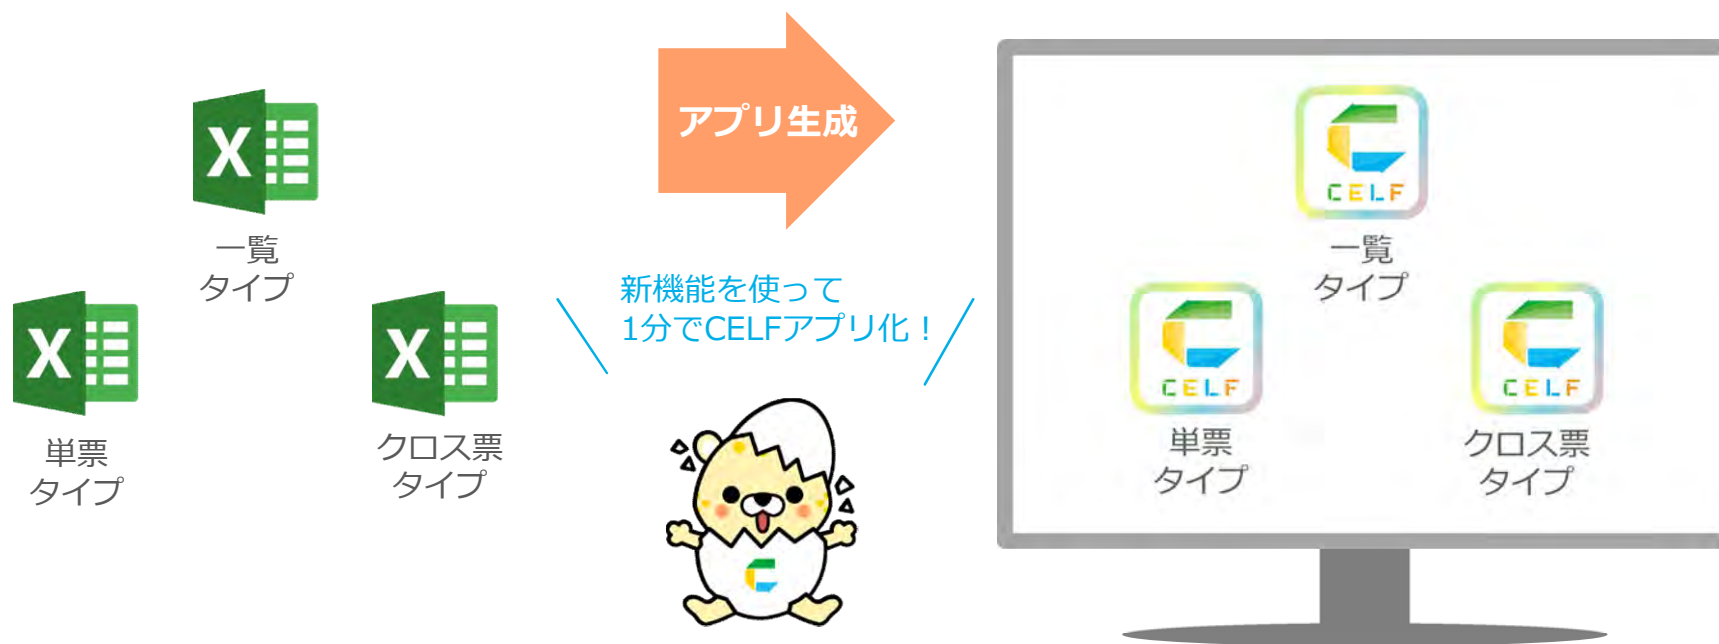 X
一覧
タイプ
X
単票
タイプ
X
クロス票
タイプ
アプリ生成
新機能を使って
1分でCELFアプリ化！
CELF
一覧
タイプ
CELF
単票
タイプ
CELF
クロス票
タイプ